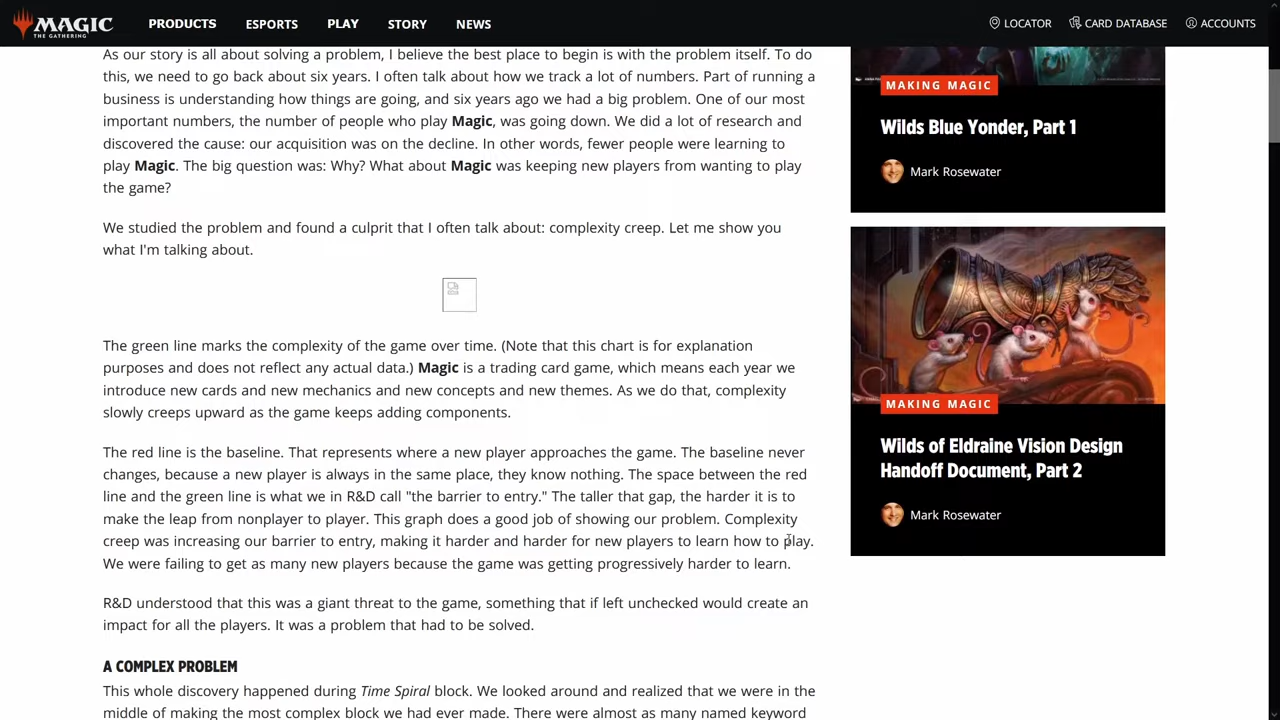 MAGIC
THE GATHERING
PRODUCTS
ESPORTS
PLAY
STORY
NEWS
LOCATOR
CARD DATABASE
ACCOUNTS
As our story is all about solving a problem, I believe the best place to begin is with the problem itself. To do
this, we need to go back about six years. I often talk about how we track a lot of numbers. Part of running a
business is understanding how things are going, and six years ago we had a big problem. One of our most
important numbers, the number of people who play Magic, was going down. We did a lot of research and
discovered the cause: our acquisition was on the decline. In other words, fewer people were learning to
play Magic. The big question was: Why? What about Magic was keeping new players from wanting to play
the game?
We studied the problem and found a culprit that I often talk about: complexity creep. Let me show you
what I'm talking about.
The green line marks the complexity of the game over time. (Note that this chart is for explanation
purposes and does not reflect any actual data.) Magic is a trading card game, which means each year we
introduce new cards and new mechanics and new concepts and new themes. As we do that, complexity
slowly creeps upward as the game keeps adding components.
The red line is the baseline. That represents where a new player approaches the game. The baseline never
changes, because a new player is always in the same place, they know nothing. The space between the red
line and the green line is what we in R&D call "the barrier to entry." The taller that gap, the harder it is to
make the leap from nonplayer to player. This graph does a good job of showing our problem. Complexity
creep was increasing our barrier to entry, making it harder and harder for new players to learn how to play.
We were failing to get as many new players because the game was getting progressively harder to learn.
R&D understood that this was a giant threat to the game, something that if left unchecked would create an
impact for all the players. It was a problem that had to be solved.
A COMPLEX PROBLEM
This whole discovery happened during Time Spiral block. We looked around and realized that we were in the
middle of making the most complex block we had ever made. There were almost as many named keyword
MAKING MAGIC
Wilds Blue Yonder, Part 1
Mark Rosewater
MAKING MAGIC
Wilds of Eldraine Vision Design
Handoff Document, Part 2
Mark Rosewater